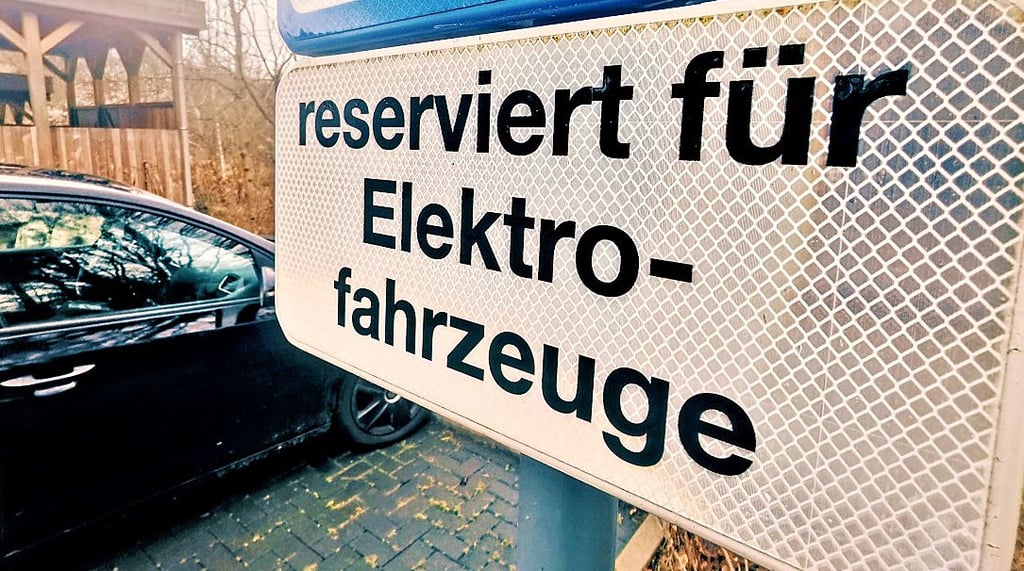 reserviert für
Elektro-
fahrzeuge